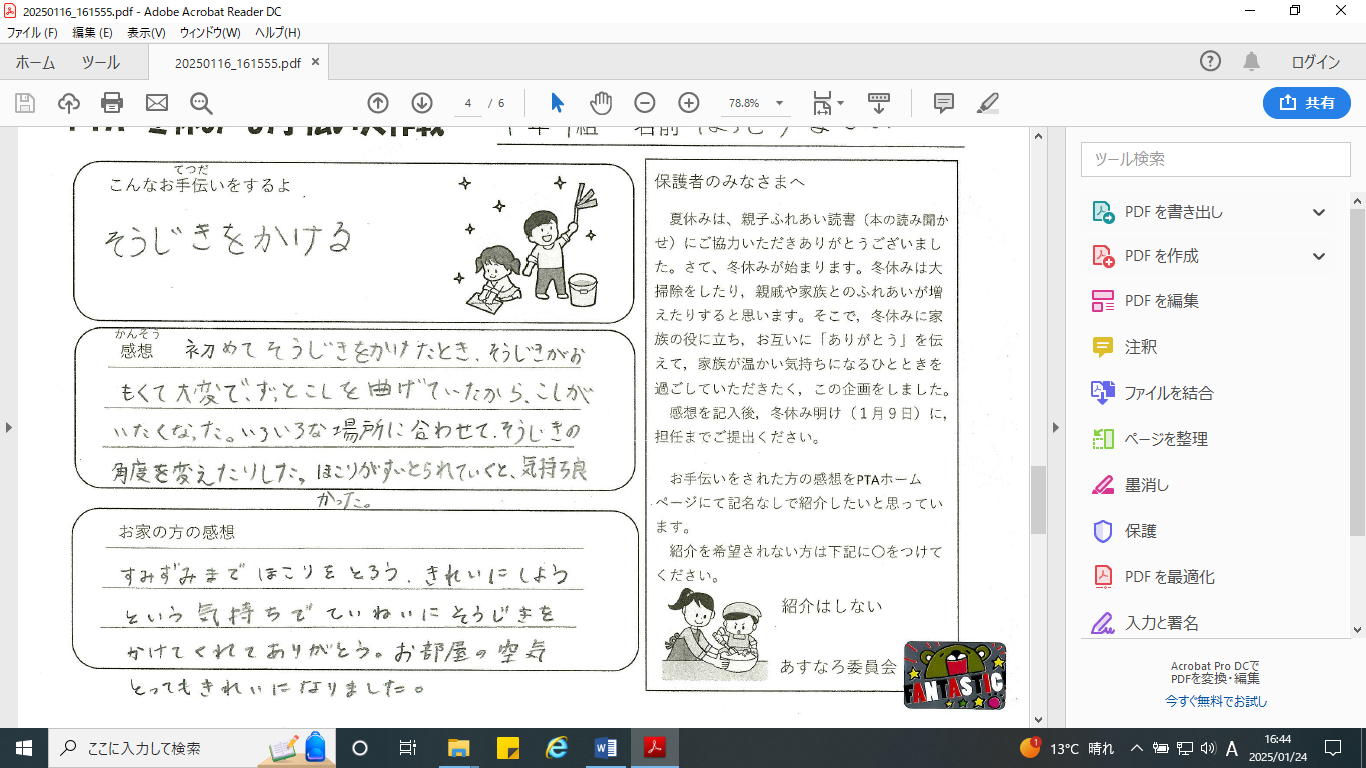 20250116_161555.pdf - Adobe Acrobat Reader DC
ファイル (F) 編集 (E) 表示(V) ウィンドウ(W) ヘルプ(H)
ホーム ツール 20250116_161555.pdf × ログイン
4 / 6 78.8% 共有
てつだ
こんなお手伝いをするよ
そうじきをかける
かんそう
感想 初めてそうじきをかけたとき、そうじきがお
もくて大変で、ずっとこしを曲げていたから、こしが
いたくなった。いろいろな場所に合わせて、そうじきの
角度を変えたりした。ほこりがすいとられていくと、気持ち良
かった。
お家の方の感想
すみずみまでほこりをとろう、きれいにしよう
という気持ちでていねいにそうじきを
かけてくれてありがとう。お部屋の空気
とってもきれいになりました。
保護者のみなさまへ
夏休みは、親子ふれあい読書（本の読み聞か
せ）にご協力いただきありがとうございまし
た。さて、冬休みが始まります。冬休みは大
掃除をしたり，親戚や家族とのふれあいが増
えたりすると思います。そこで，冬休みに家
族の役に立ち，お互いに「ありがとう」を伝
えて，家族が温かい気持ちになるひとときを
過ごしていただきたく，この企画をしました。
感想を記入後，冬休み明け（１月９日）に，
担任までご提出ください。
お手伝いをされた方の感想をPTAホーム
ページにて記名なしで紹介したいと思ってい
ます。
紹介を希望されない方は下記に〇をつけて
ください。
紹介はしない
あすなろ委員会
FANTASTIC
ツール検索
PDF を書き出し
PDF を作成
PDF を編集
注釈
ファイルを結合
ページを整理
墨消し
保護
PDF を最適化
入力と署名
Acrobat Pro DCで
PDFを変換・編集
今すぐ無料でお試し
ここに入力して検索
1 13°C 晴れ A 16:44
2025/01/24